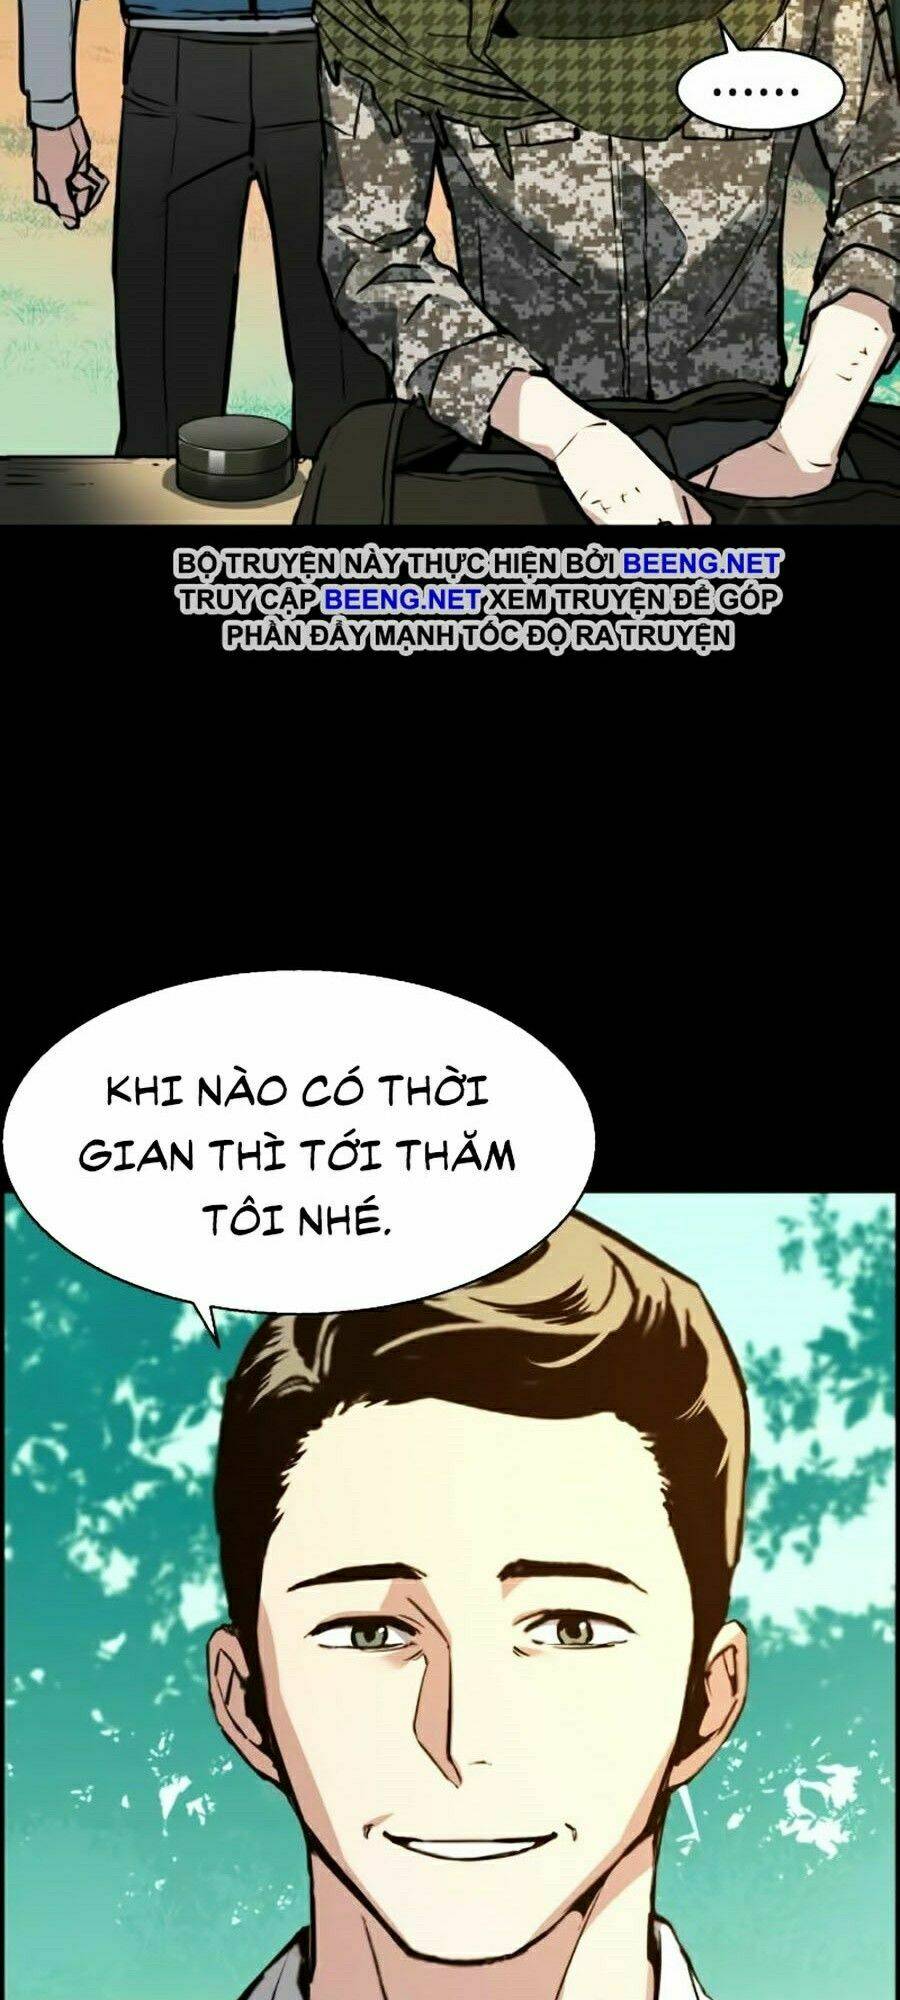 ......
BỘ TRUYỆN NÀY THỰC HIỆN BỞI BEENG.NET
TRUY CẬP BEENG.NET XEM TRUYỆN ĐỂ GÓP
PHẦN ĐẨY MẠNH TỐC ĐỘ RA TRUYỆN
KHI NÀO CÓ THỜI
GIAN THÌ TỚI THĂM
TÔI NHÉ.